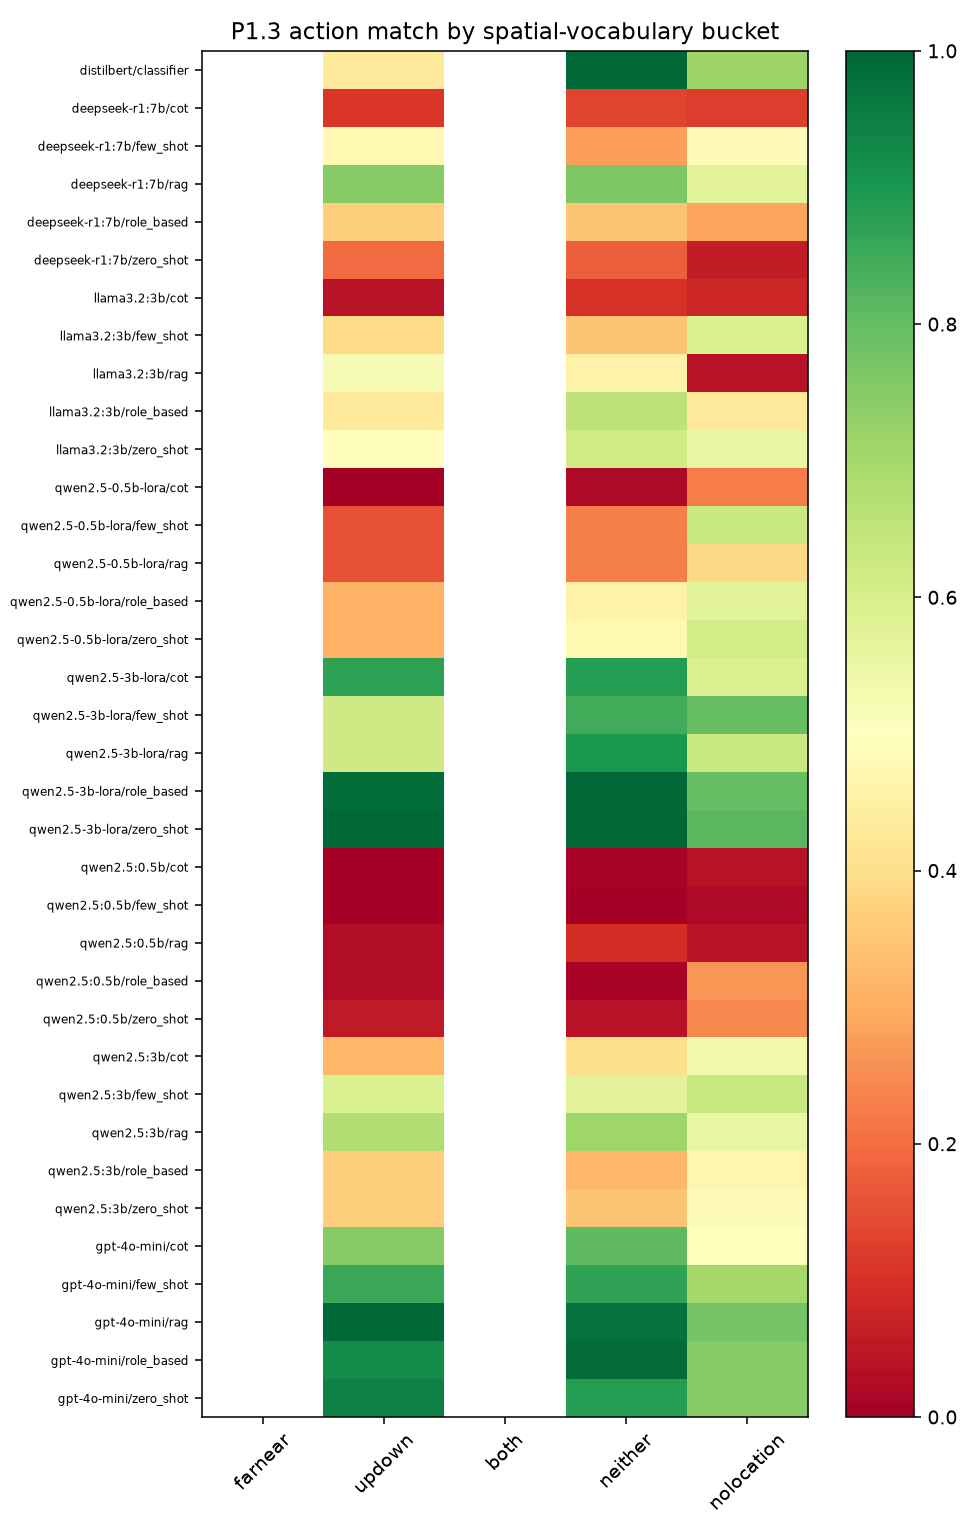 P1.3 action match by spatial-vocabulary bucket
distilbert/classifier
deepseek-r1:7b/cot
deepseek-r1:7b/few_shot
deepseek-r1:7b/rag
deepseek-r1:7b/role_based
deepseek-r1:7b/zero_shot
llama3.2:3b/cot
llama3.2:3b/few_shot
llama3.2:3b/rag
llama3.2:3b/role_based
llama3.2:3b/zero_shot
qwen2.5-0.5b-lora/cot
qwen2.5-0.5b-lora/few_shot
qwen2.5-0.5b-lora/rag
qwen2.5-0.5b-lora/role_based
qwen2.5-0.5b-lora/zero_shot
qwen2.5-3b-lora/cot
qwen2.5-3b-lora/few_shot
qwen2.5-3b-lora/rag
qwen2.5-3b-lora/role_based
qwen2.5-3b-lora/zero_shot
qwen2.5:0.5b/cot
qwen2.5:0.5b/few_shot
qwen2.5:0.5b/rag
qwen2.5:0.5b/role_based
qwen2.5:0.5b/zero_shot
qwen2.5:3b/cot
qwen2.5:3b/few_shot
qwen2.5:3b/rag
qwen2.5:3b/role_based
qwen2.5:3b/zero_shot
gpt-4o-mini/cot
gpt-4o-mini/few_shot
gpt-4o-mini/rag
gpt-4o-mini/role_based
gpt-4o-mini/zero_shot
farnear
updown
both
neither
nolocation
1.0
0.8
0.6
0.4
0.2
0.0